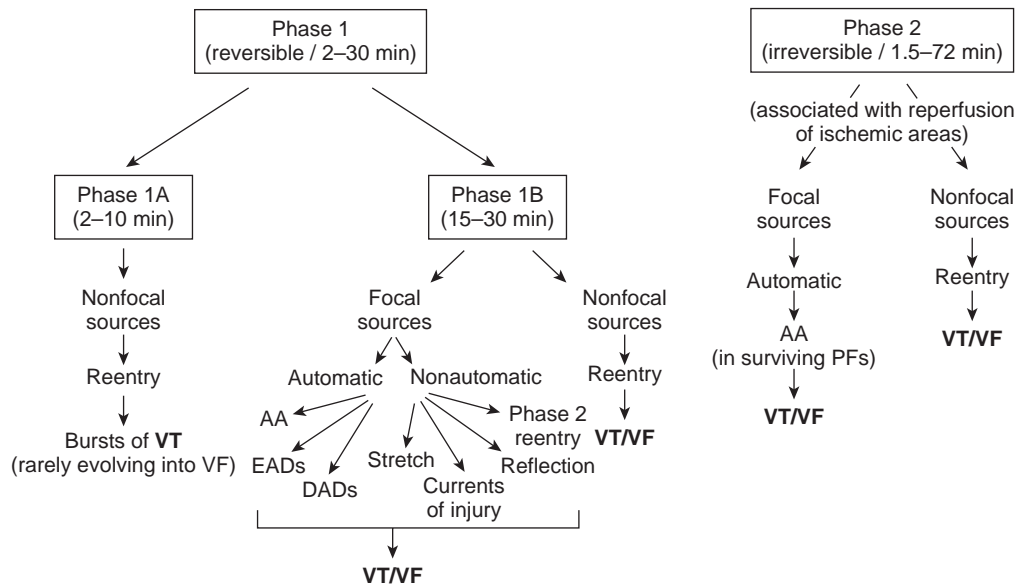 Phase 1
(reversible / 2–30 min)
Phase 1A
(2–10 min)
Nonfocal
sources
Reentry
Bursts of VT
(rarely evolving into VF)
Phase 1B
(15–30 min)
Focal
sources
Automatic
Nonautomatic
AA
EADs
DADs
Stretch
Currents
of injury
Reflection
Phase 2
reentry
VT/VF
Nonfocal
sources
Reentry
VT/VF
Phase 2
(irreversible / 1.5–72 min)
(associated with reperfusion
of ischemic areas)
Focal
sources
Automatic
AA
(in surviving PFs)
VT/VF
Nonfocal
sources
Reentry
VT/VF